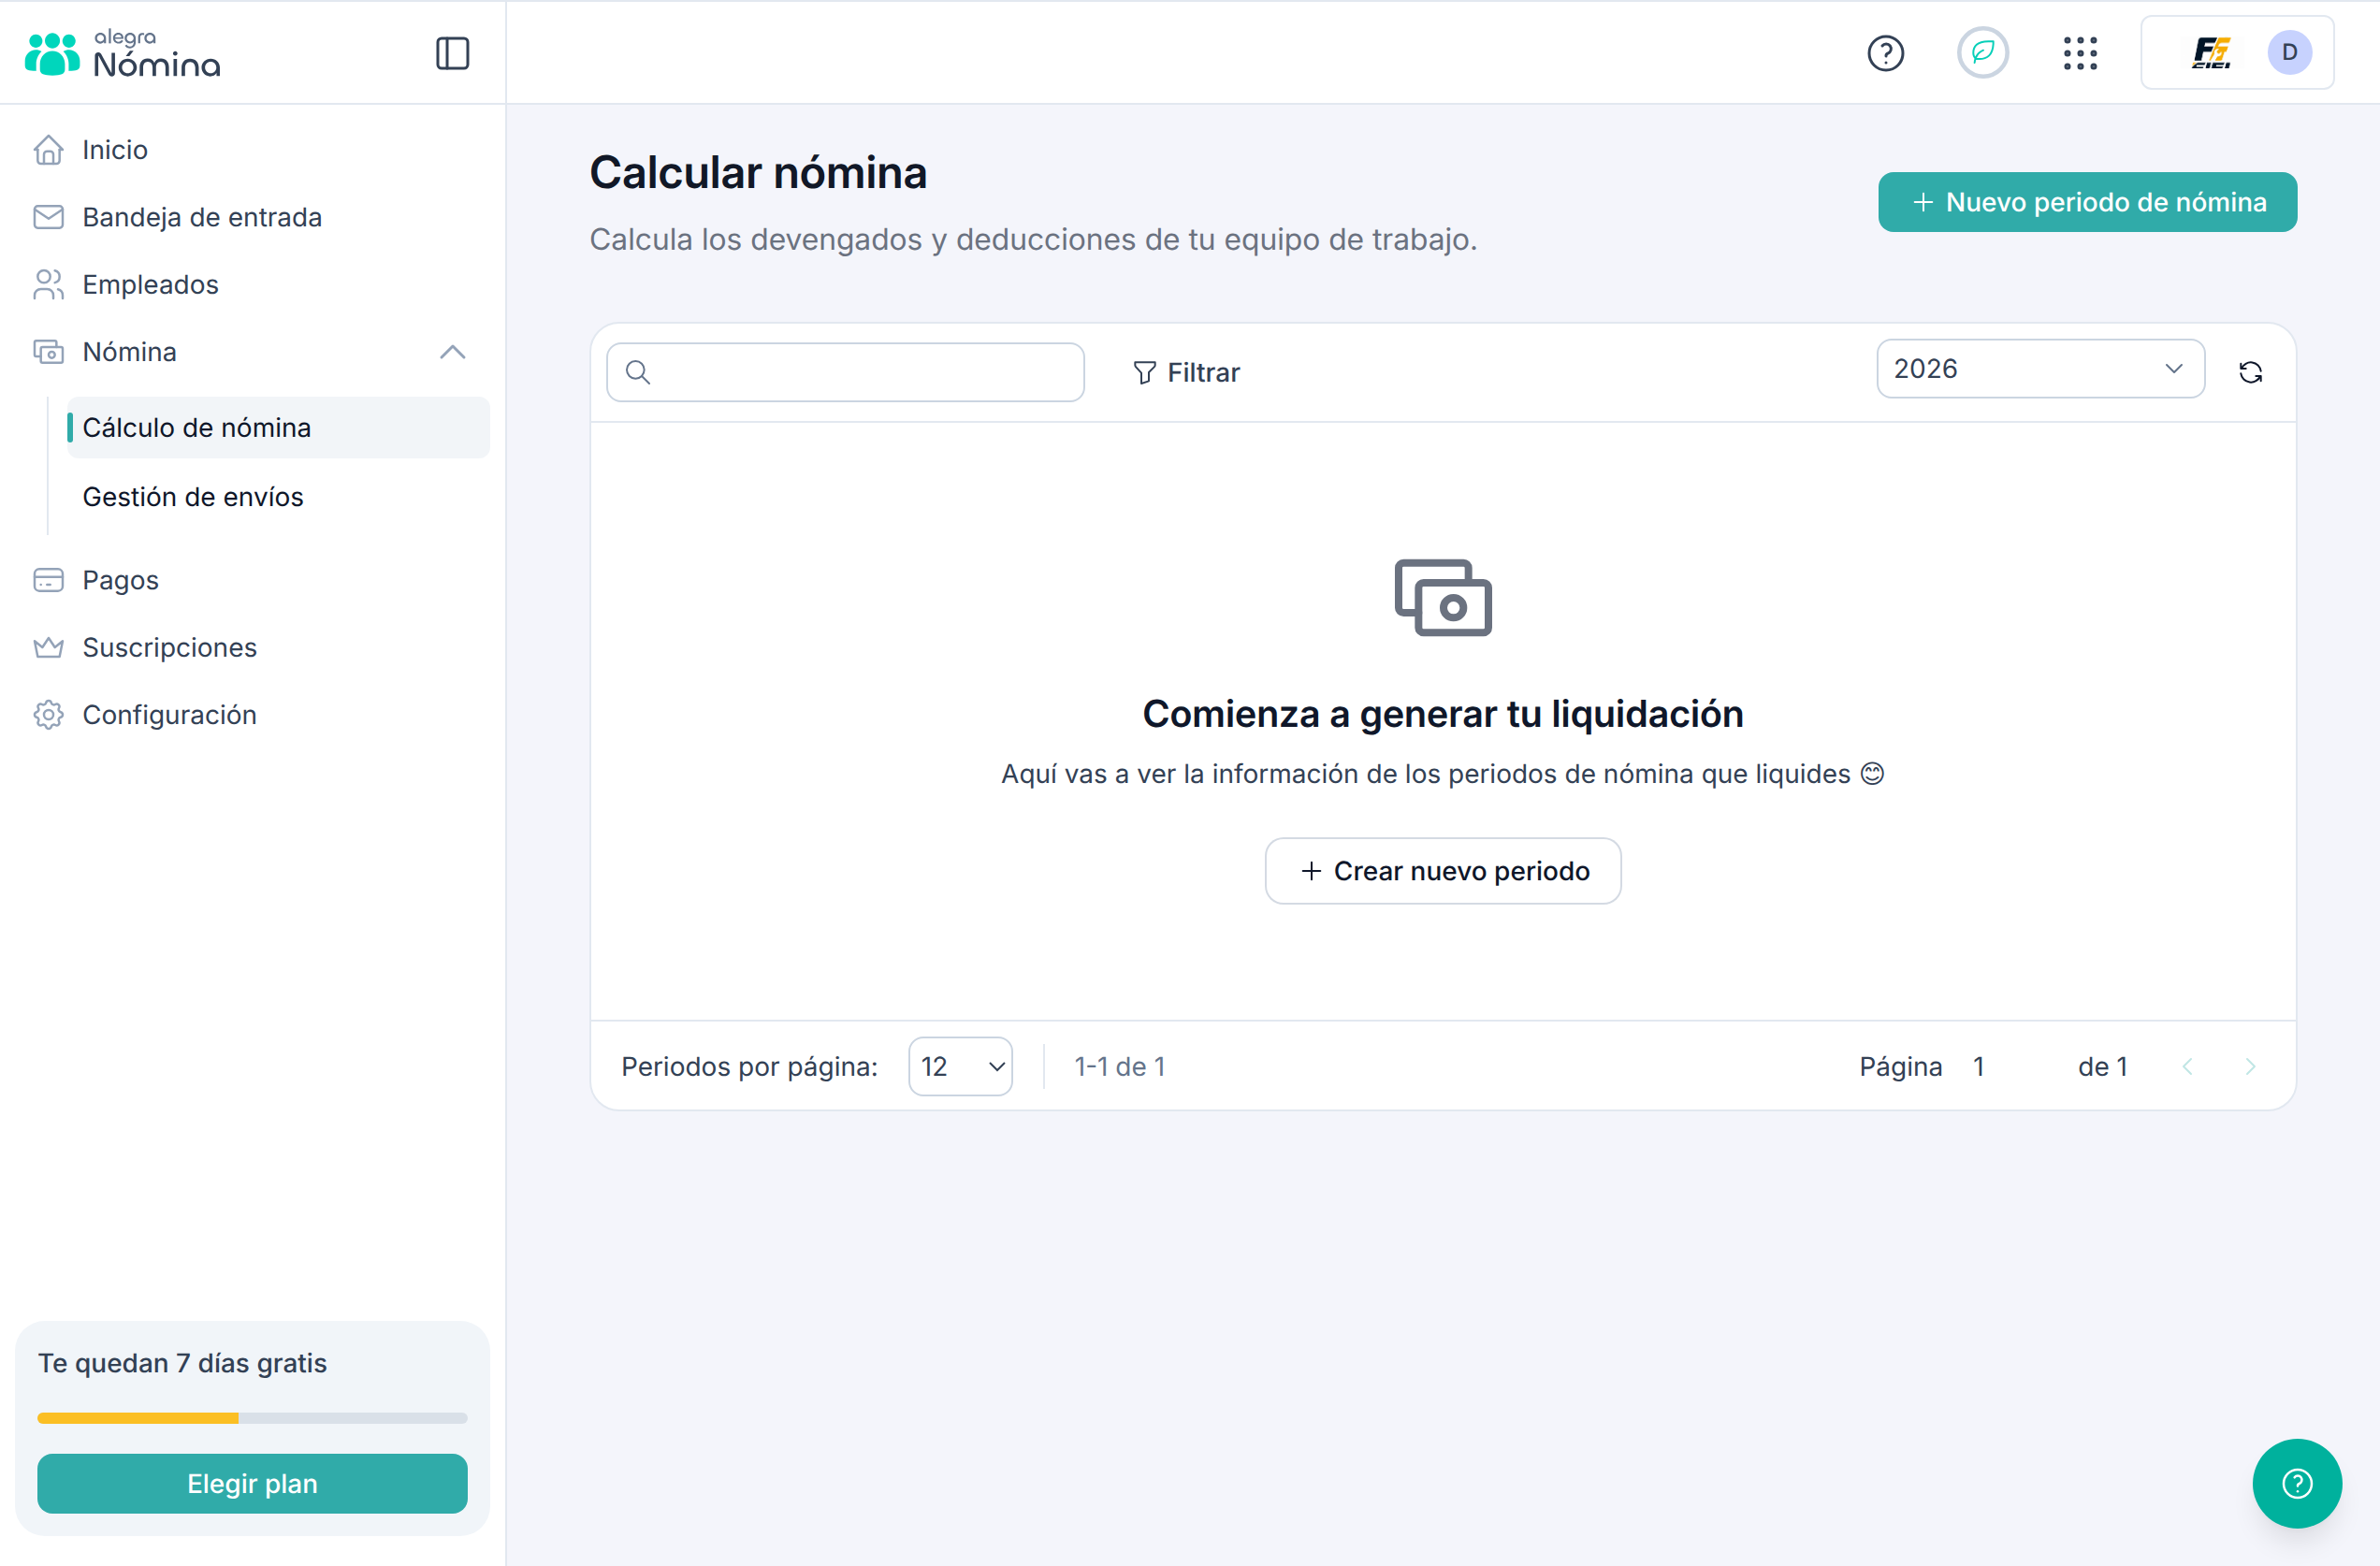 alegra
Nómina
D
Inicio
Bandeja de entrada
Empleados
Nómina
Cálculo de nómina
Gestión de envíos
Pagos
Suscripciones
Configuración
Te quedan 7 días gratis
Elegir plan
Calcular nómina
Calcula los devengados y deducciones de tu equipo de trabajo.
+ Nuevo periodo de nómina
Filtrar
2026
Comienza a generar tu liquidación
Aquí vas a ver la información de los periodos de nómina que liquides 😊
+ Crear nuevo periodo
Periodos por página: 12 1-1 de 1
Página 1 de 1